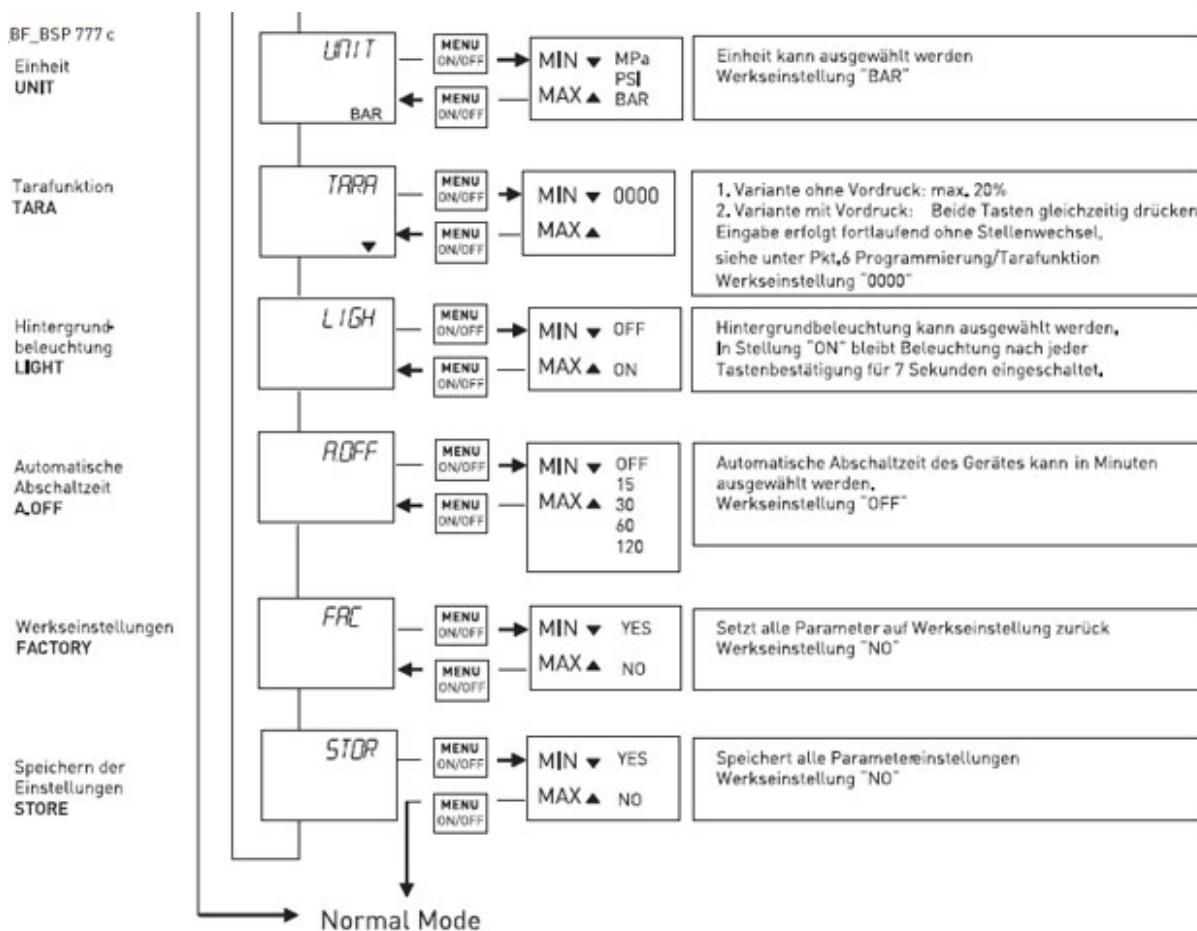 BF_BSP 777 c
Einheit
UNIT
UNIT
BAR
MENU
ON/OFF
MENU
ON/OFF
MIN ▼ MPa
PSI
MAX ▲ BAR
Einheit kann ausgewählt werden
Werkseinstellung "BAR"
Tarafunktion
TARA
TARA
▼
MENU
ON/OFF
MENU
ON/OFF
MIN ▼ 0000
MAX ▲
1. Variante ohne Vordruck: max. 20%
2. Variante mit Vordruck: Beide Tasten gleichzeitig drücken
Eingabe erfolgt fortlaufend ohne Stellenwechsel,
siehe unter Pkt.6 Programmierung/Tarafunktion
Werkseinstellung "0000"
Hintergrund-
beleuchtung
LIGHT
LIGH
MENU
ON/OFF
MENU
ON/OFF
MIN ▼ OFF
MAX ▲ ON
Hintergrundbeleuchtung kann ausgewählt werden.
In Stellung "ON" bleibt Beleuchtung nach jeder
Tastenbestätigung für 7 Sekunden eingeschaltet.
Automatische
Abschaltzeit
A.OFF
A.OFF
MENU
ON/OFF
MENU
ON/OFF
MIN ▼ OFF
15
MAX ▲ 30
60
120
Automatische Abschaltzeit des Gerätes kann in Minuten
ausgewählt werden.
Werkseinstellung "OFF"
Werkseinstellungen
FACTORY
FAC
MENU
ON/OFF
MENU
ON/OFF
MIN ▼ YES
MAX ▲ NO
Setzt alle Parameter auf Werkseinstellung zurück
Werkseinstellung "NO"
Speichern der
Einstellungen
STORE
STOR
MENU
ON/OFF
MENU
ON/OFF
MIN ▼ YES
MAX ▲ NO
Speichert alle Parametereinstellungen
Werkseinstellung "NO"
Normal Mode